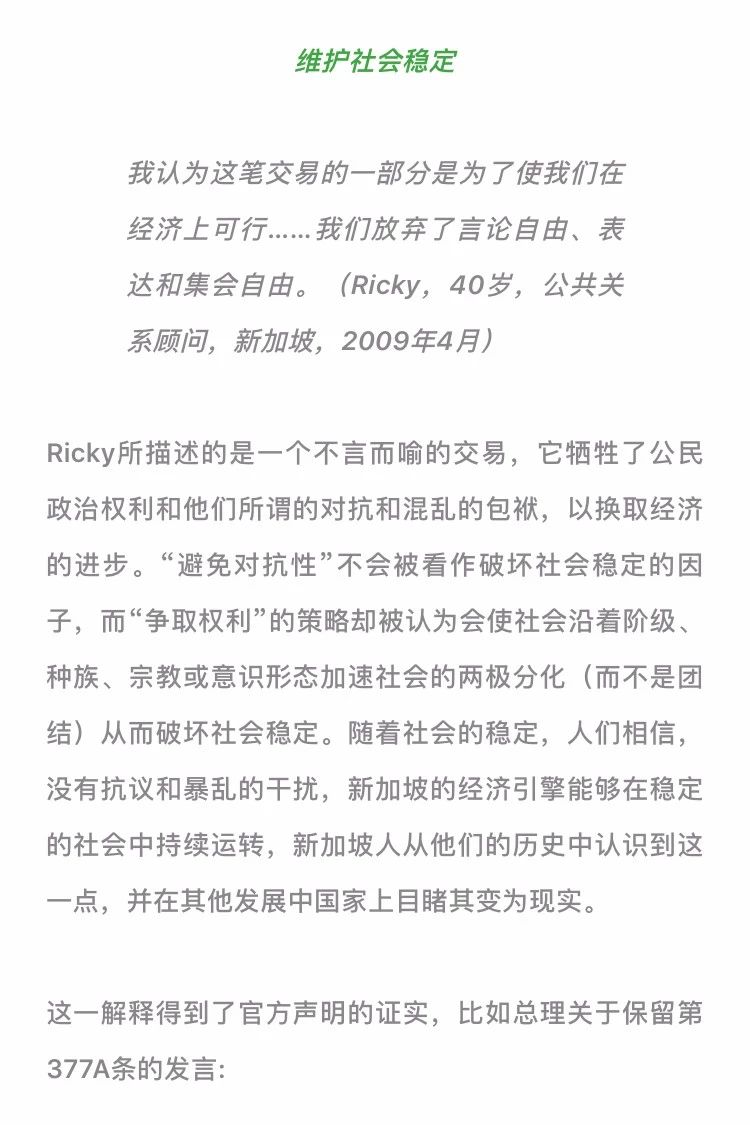 维护社会稳定
我认为这笔交易的一部分是为了使我们在
经济上可行……我们放弃了言论自由、表
达和集会自由。（Ricky，40岁，公共关
系顾问，新加坡，2009年4月）
Ricky所描述的是一个不言而喻的交易，它牺牲了公民
政治权利和他们所谓的对抗和混乱的包袱，以换取经济
的进步。“避免对抗性”不会被看作破坏社会稳定的因
子，而“争取权利”的策略却被认为会使社会沿着阶级、
种族、宗教或意识形态加速社会的两极分化（而不是团
结）从而破坏社会稳定。随着社会的稳定，人们相信，
没有抗议和暴乱的干扰，新加坡的经济引擎能够在稳定
的社会中持续运转，新加坡人从他们的历史中认识到这
一点，并在其他发展中国家上目睹其变为现实。
这一解释得到了官方声明的证实，比如总理关于保留第
377A条的发言: